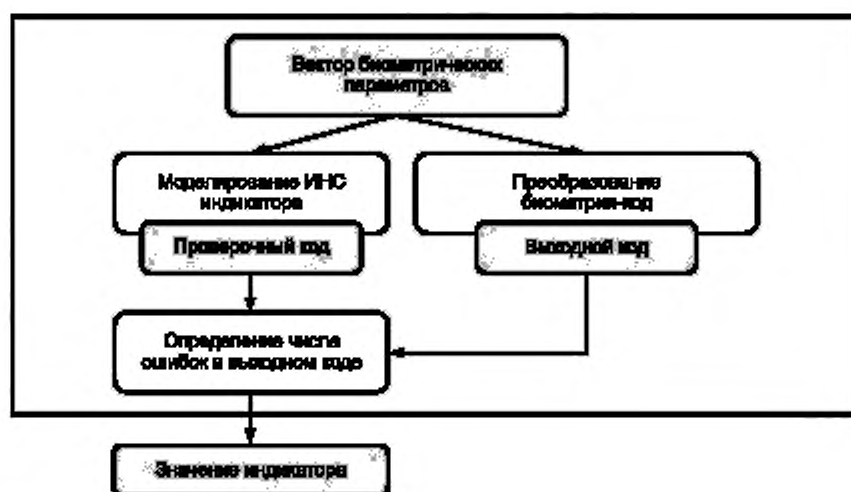 Вектор биометрических
параметров
Моделирование ИНС
индикатора
Преобразование
биометрия-код
Проверочный код
Выходной код
Определение числа
ошибок в выходном коде
Значение индикатора